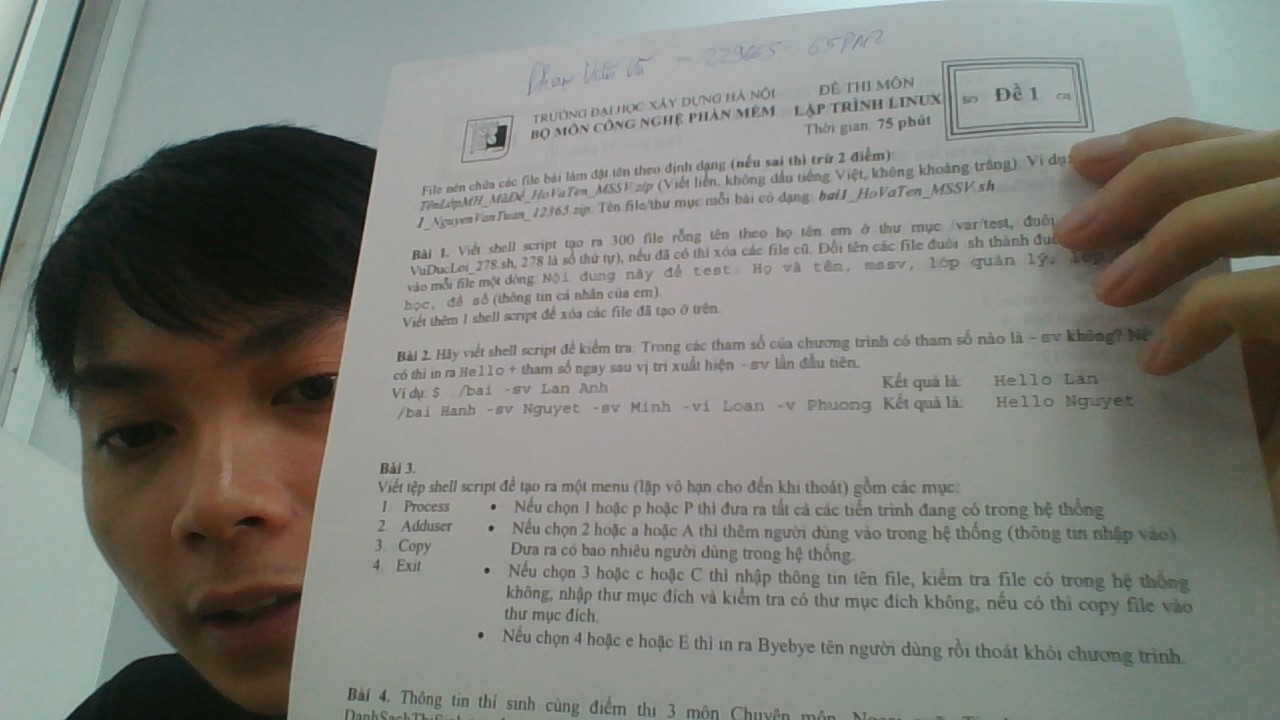 Phan Văn Vũ - 229665 - 65PM2
TRƯỜNG ĐẠI HỌC XÂY DỰNG HÀ NỘI
BỘ MÔN CÔNG NGHỆ PHẦN MỀM
ĐỀ THI MÔN
LẬP TRÌNH LINUX
Thời gian: 75 phút
Đề 1
File nén chứa các file bài làm đặt tên theo định dạng (nếu sai thì trừ 2 điểm):
TênLớpMH_MãĐề_HoVaTen_MSSV.zip (Viết liền, không dấu tiếng Việt, không khoảng trắng). Ví dụ:
1_NguyenVanTuan_12365.zip. Tên file/thư mục mỗi bài có dạng: bai1_HoVaTen_MSSV.sh
Bài 1. Viết shell script tạo ra 300 file rỗng tên theo họ tên em ở thư mục /var/test, đuôi
VuDucLoi_278.sh, 278 là số thứ tự), nếu đã có thì xóa các file cũ. Đổi tên các file đuôi sh thành
vào mỗi file một dòng: Nội dung này để test: Họ và tên, mssv, lớp quản lý,
học, đề số (thông tin cá nhân của em).
Viết thêm 1 shell script để xóa các file đã tạo ở trên.
Bài 2. Hãy viết shell script để kiểm tra: Trong các tham số của chương trình có tham số nào là -sv không?
có thì in ra Hello + tham số ngay sau vị trí xuất hiện -sv lần đầu tiên.
Ví dụ: $ ./bai -sv Lan Anh Kết quả là: Hello Lan
/bai Hanh -sv Nguyet -sv Minh -vi Loan -v Phuong Kết quả là: Hello Nguyet
Bài 3.
Viết tệp shell script để tạo ra một menu (lặp vô hạn cho đến khi thoát) gồm các mục:
1. Process
2. Adduser
3. Copy
4. Exit
• Nếu chọn 1 hoặc p hoặc P thì đưa ra tất cả các tiến trình đang có trong hệ thống
• Nếu chọn 2 hoặc a hoặc A thì thêm người dùng vào trong hệ thống (thông tin nhập vào).
Đưa ra có bao nhiêu người dùng trong hệ thống.
• Nếu chọn 3 hoặc c hoặc C thì nhập thông tin tên file, kiểm tra file có trong hệ thống
không, nhập thư mục đích và kiểm tra có thư mục đích không, nếu có thì copy file vào
thư mục đích.
• Nếu chọn 4 hoặc e hoặc E thì in ra Byebye tên người dùng rồi thoát khỏi chương trình.
Bài 4. Thông tin thí sinh cùng điểm thi 3 môn Chuyên môn,